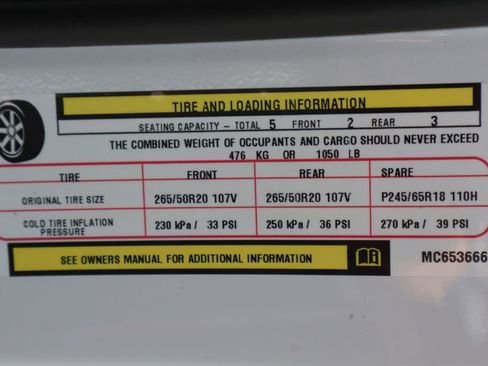 TIRE AND LOADING INFORMATION
SEATING CAPACITY - TOTAL 5 FRONT 2 REAR 3
THE COMBINED WEIGHT OF OCCUPANTS AND CARGO SHOULD NEVER EXCEED
476 KG OR 1050 LB
TIRE FRONT REAR SPARE
ORIGINAL TIRE SIZE 265/50R20 107V 265/50R20 107V P245/65R18 110H
COLD TIRE INFLATION PRESSURE 230 kPa / 33 PSI 250 kPa / 36 PSI 270 kPa / 39 PSI
SEE OWNERS MANUAL FOR ADDITIONAL INFORMATION MC653666